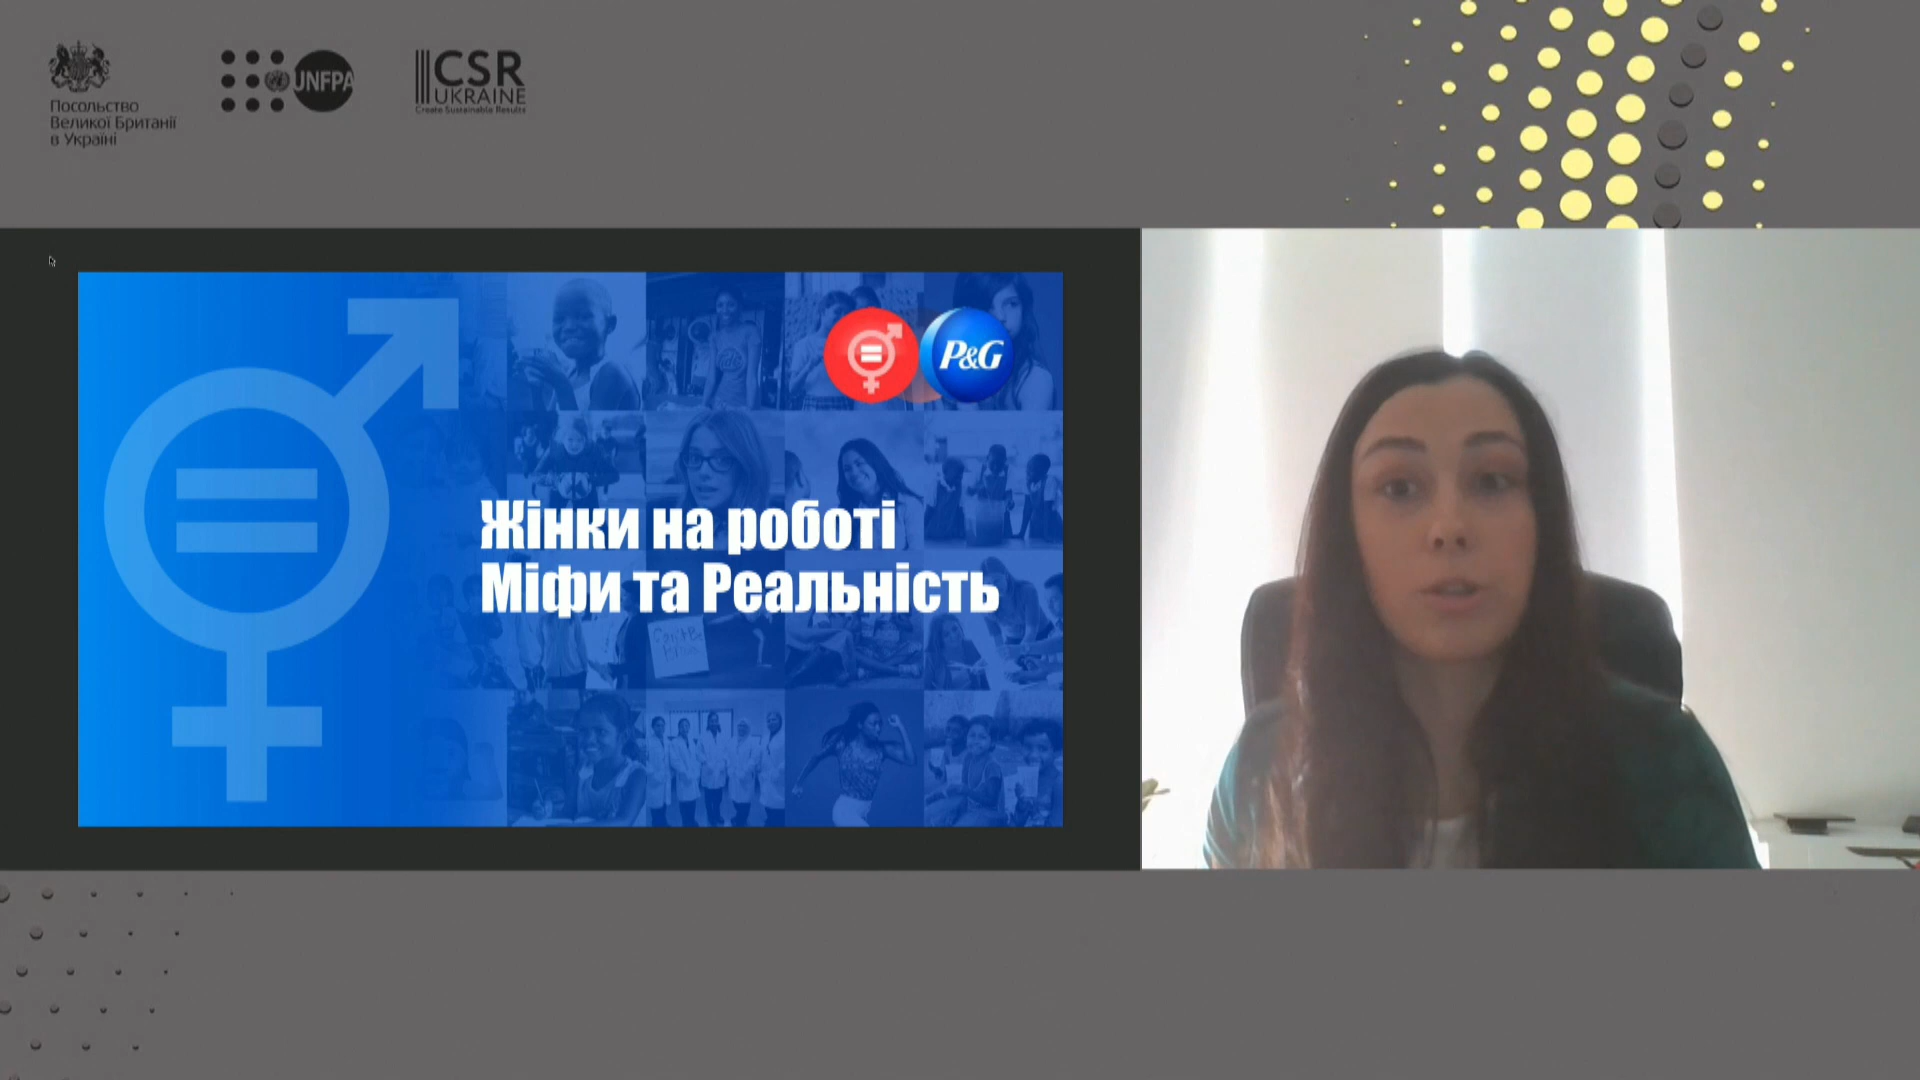 Посольство
Великої Британії
в Україні
UNFPA
CSR
UKRAINE
Create Sustainable Results
P&G
Жінки на роботі
Міфи та Реальність